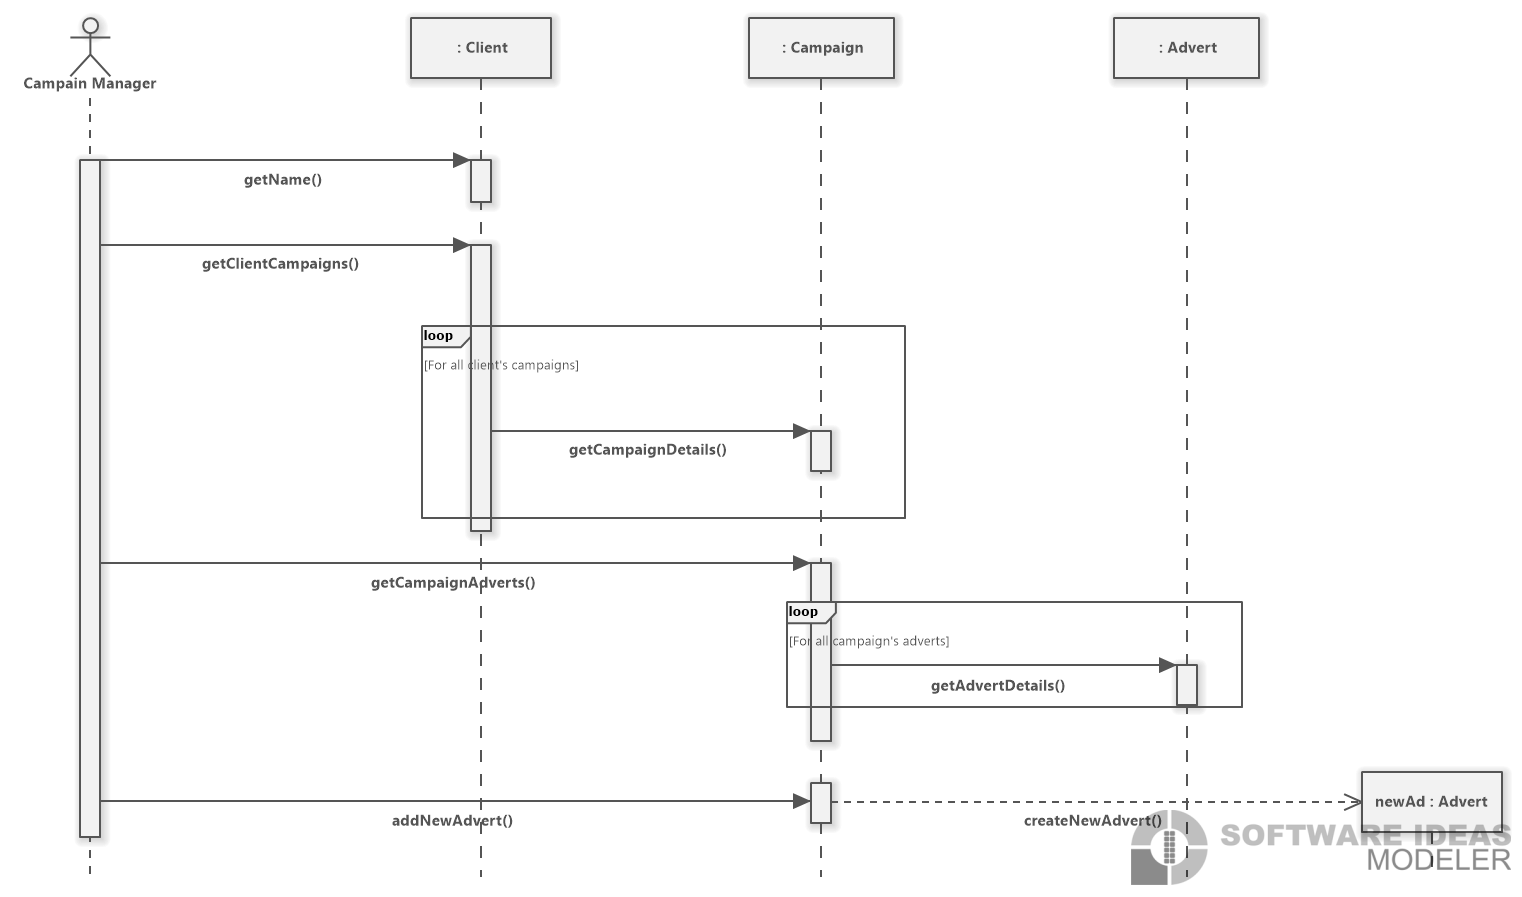 Campain Manager
: Client
: Campaign
: Advert
getName()
getClientCampaigns()
loop
[For all client's campaigns]
getCampaignDetails()
getCampaignAdverts()
loop
[For all campaign's adverts]
getAdvertDetails()
newAd : Advert
addNewAdvert()
createNewAdvert()
SOFTWARE IDEAS
MODELER